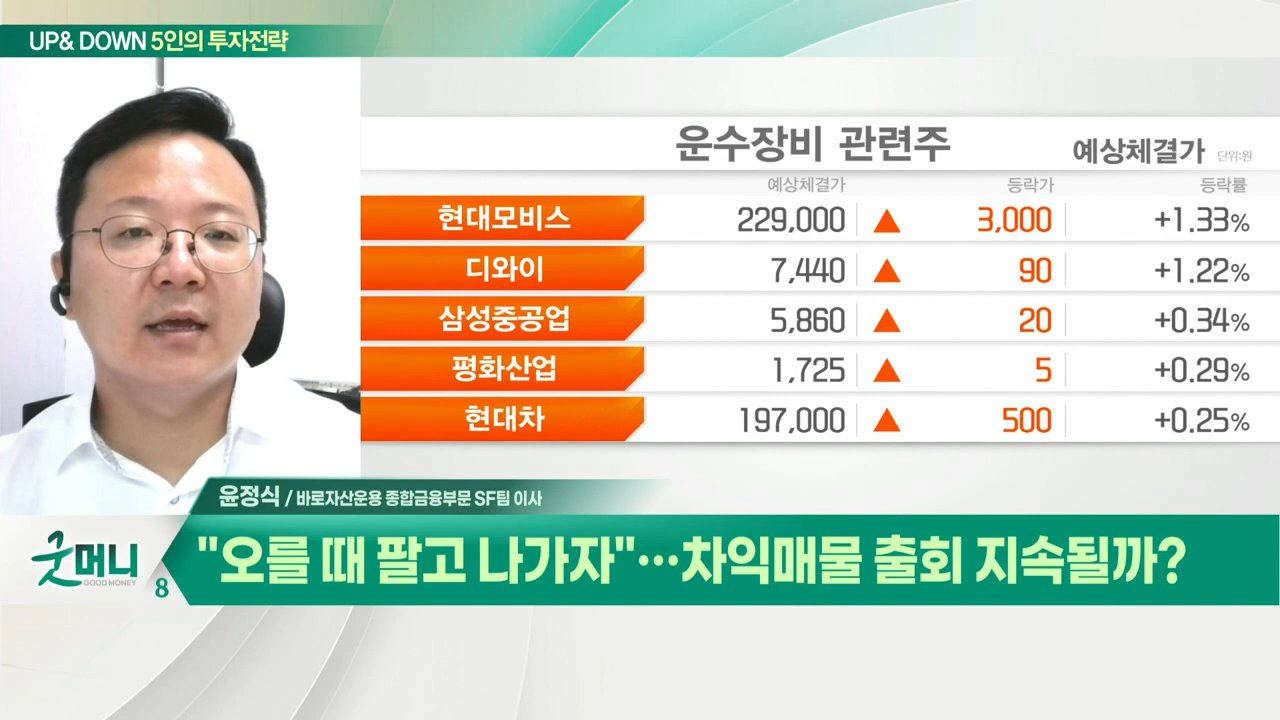 UP& DOWN 5인의 투자전략
운수장비 관련주
예상체결가 단위:원
예상체결가 등락가 등락률
현대모비스 229,000 ▲ 3,000 +1.33%
디와이 7,440 ▲ 90 +1.22%
삼성중공업 5,860 ▲ 20 +0.34%
평화산업 1,725 ▲ 5 +0.29%
현대차 197,000 ▲ 500 +0.25%
윤정식 / 바로자산운용 종합금융부문 SF팀 이사
굿머니
GOOD MONEY
8
"오를 때 팔고 나가자"…차익매물 출회 지속될까?